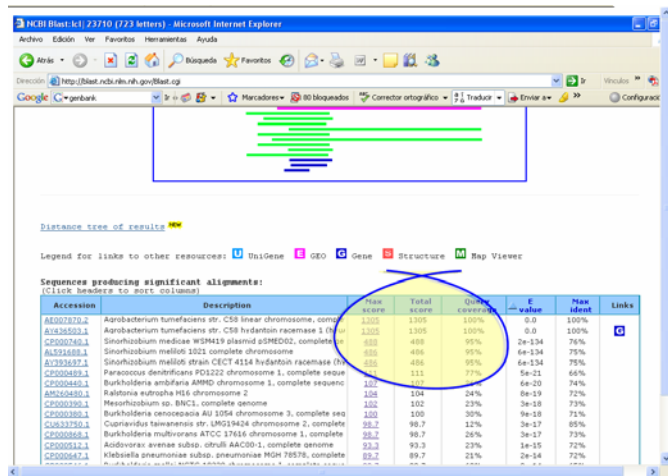 NCBI Blast:lcl|23710 (723 letters) - Microsoft Internet Explorer
Archivo Edición Ver Favoritos Herramientas Ayuda
Atrás Búsqueda Favoritos
Dirección http://blast.ncbi.nlm.nih.gov/Blast.cgi Ir Vínculos »
Google genbank Ir Marcadores 80 bloqueados Corrector ortográfico Traducir Enviar a Configuració
Distance tree of results NEW
Legend for links to other resources: U UniGene E GEO G Gene S Structure M Map Viewer
Sequences producing significant alignments:
(Click headers to sort columns)
Accession Description Max score Total score Query coverage E value Max ident Links
AE007870.2 Agrobacterium tumefaciens str. C58 linear chromosome, comple 1305 1305 100% 0.0 100%
AY436503.1 Agrobacterium tumefaciens str. C58 hydantoin racemase 1 (h 1305 1305 100% 0.0 100% G
CP000740.1 Sinorhizobium medicae WSM419 plasmid pSMED02, complete 488 488 95% 2e-134 76%
AL591688.1 Sinorhizobium meliloti 1021 complete chromosome 486 486 95% 6e-134 75%
AY393697.1 Sinorhizobium meliloti strain CECT 4114 hydantoin racemase 486 486 95% 6e-134 75%
CP000489.1 Paracoccus denitrificans PD1222 chromosome 1, complete seque 111 111 77% 5e-21 66%
CP000440.1 Burkholderia ambifaria AMMD chromosome 1, complete sequenc 107 107 6e-20 74%
AM260480.1 Ralstonia eutropha H16 chromosome 2 104 104 24% 8e-19 72%
CP000390.1 Mesorhizobium sp. BNC1, complete genome 102 102 23% 3e-18 73%
CP000380.1 Burkholderia cenocepacia AU 1054 chromosome 3, complete seq 100 100 30% 9e-18 71%
CU633750.1 Cupriavidus taiwanensis str. LMG19424 chromosome 2, complete 98.7 98.7 12% 3e-17 85%
CP000868.1 Burkholderia multivorans ATCC 17616 chromosome 1, complete 98.7 98.7 26% 3e-17 73%
CP000512.1 Acidovorax avenae subsp. citrulli AAC00-1, complete genome 93.3 93.3 23% 1e-15 72%
CP000647.1 Klebsiella pneumoniae subsp. pneumoniae MGH 78578, complete 89.7 89.7 21% 2e-14 72%